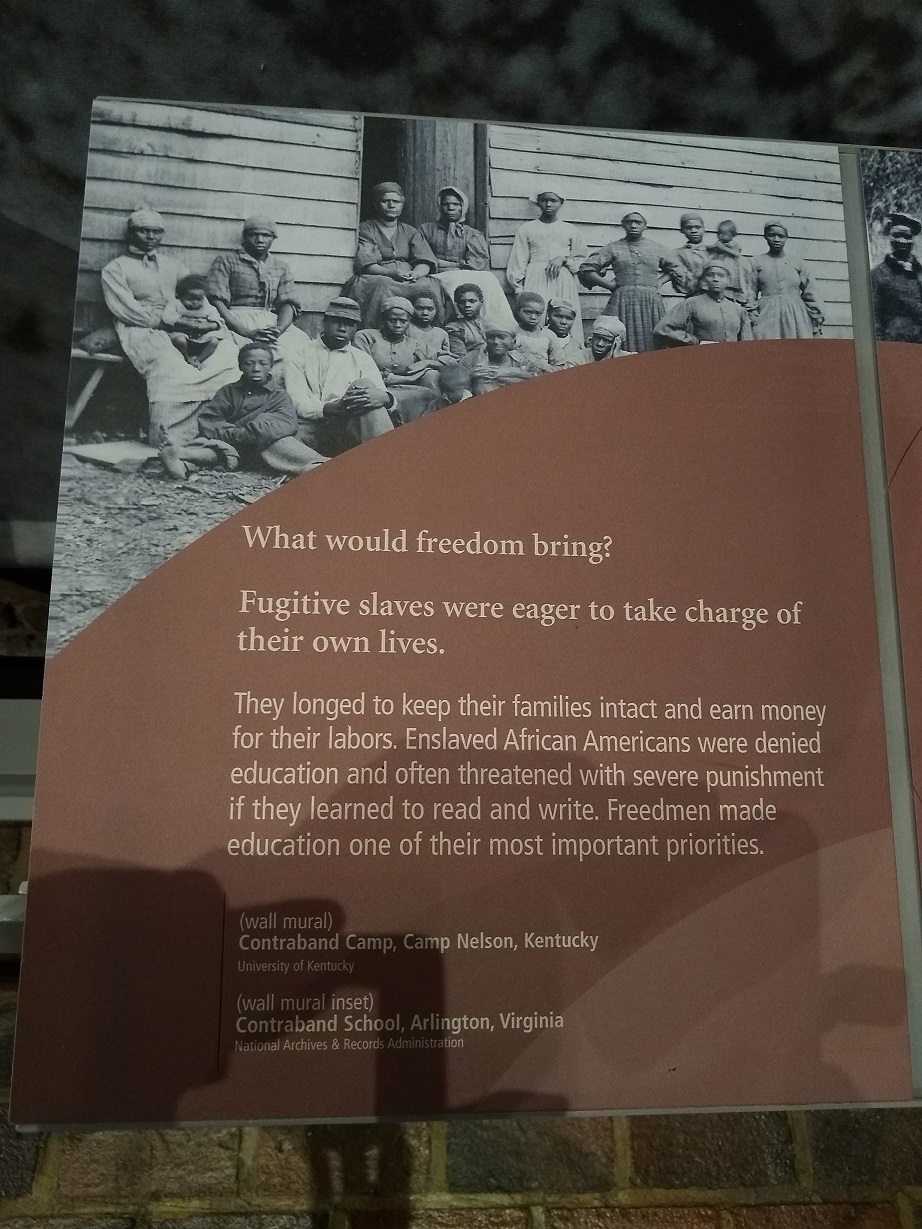 What would freedom bring?
Fugitive slaves were eager to take charge of
their own lives.
They longed to keep their families intact and earn money
for their labors. Enslaved African Americans were denied
education and often threatened with severe punishment
if they learned to read and write. Freedmen made
education one of their most important priorities.
(wall mural)
Contraband Camp, Camp Nelson, Kentucky
University of Kentucky
(wall mural inset)
Contraband School, Arlington, Virginia
National Archives & Records Administration